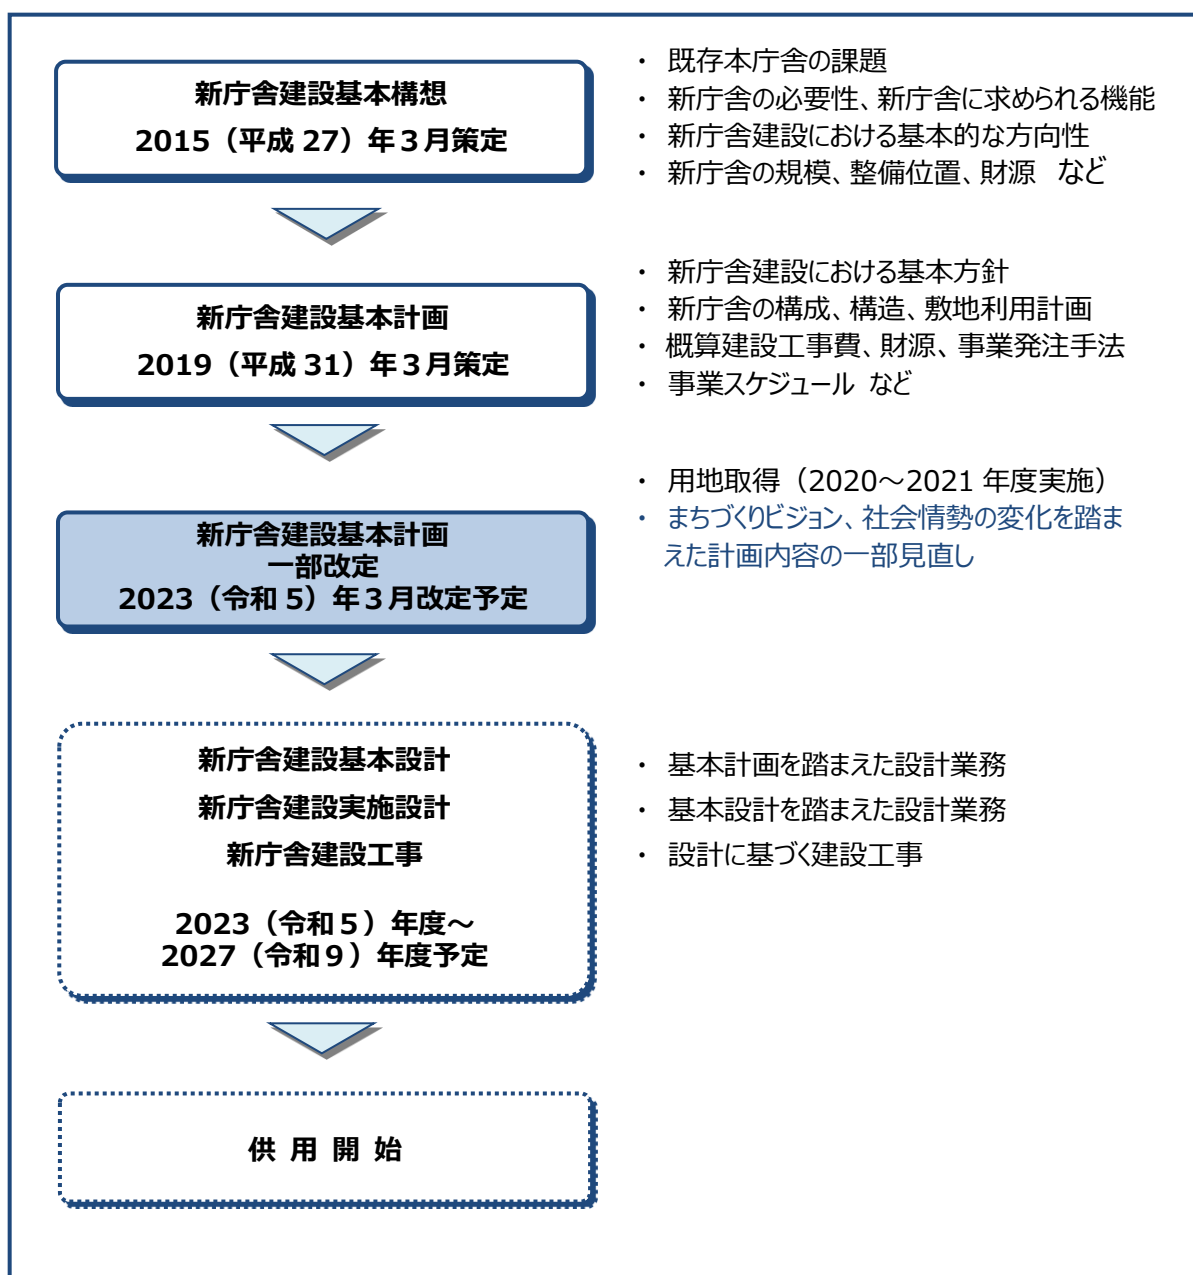 新庁舎建設基本構想
2015（平成 27）年３月策定
・ 既存本庁舎の課題
・ 新庁舎の必要性、新庁舎に求められる機能
・ 新庁舎建設における基本的な方向性
・ 新庁舎の規模、整備位置、財源 など
新庁舎建設基本計画
2019（平成 31）年３月策定
・ 新庁舎建設における基本方針
・ 新庁舎の構成、構造、敷地利用計画
・ 概算建設工事費、財源、事業発注手法
・ 事業スケジュール など
新庁舎建設基本計画
一部改定
2023（令和 5）年３月改定予定
・ 用地取得（2020～2021 年度実施）
・ まちづくりビジョン、社会情勢の変化を踏ま
えた計画内容の一部見直し
新庁舎建設基本設計
新庁舎建設実施設計
新庁舎建設工事
2023（令和５）年度～
2027（令和９）年度予定
・ 基本計画を踏まえた設計業務
・ 基本設計を踏まえた設計業務
・ 設計に基づく建設工事
供 用 開 始